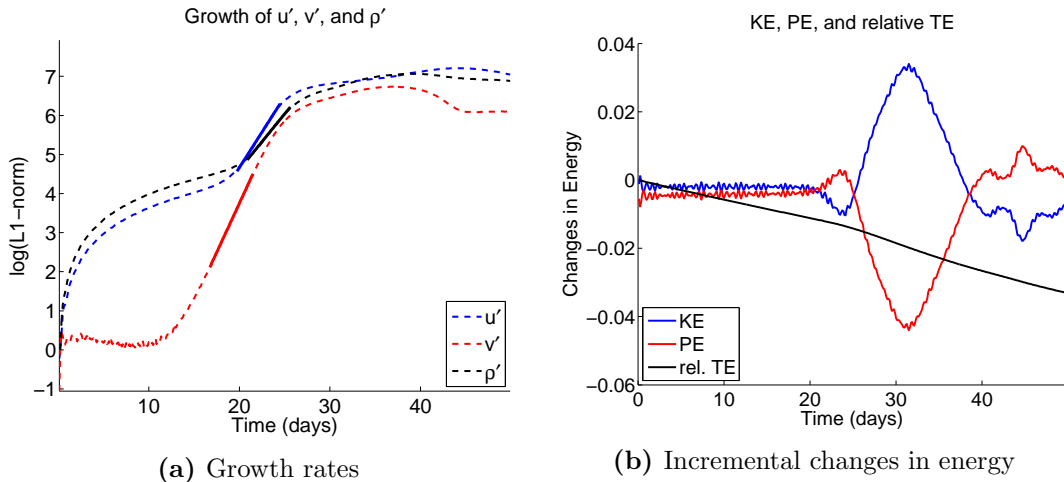 Growth of u′, v′, and ρ′
log(L1−norm)
7
6
5
4
3
2
1
0
−1
10
20
30
40
Time (days)
u′
v′
ρ′
(a) Growth rates
KE, PE, and relative TE
Changes in Energy
0.04
0.02
0
−0.02
−0.04
−0.06
0
10
20
30
40
Time (days)
KE
PE
rel. TE
(b) Incremental changes in energy